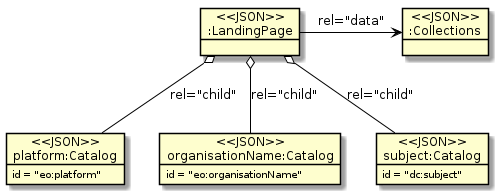 <<JSON>>
:LandingPage
rel="data"
<<JSON>>
:Collections
rel="child"
rel="child"
rel="child"
<<JSON>>
platform:Catalog
id = "eo:platform"
<<JSON>>
organisationName:Catalog
id = "eo:organisationName"
<<JSON>>
subject:Catalog
id = "dc:subject"